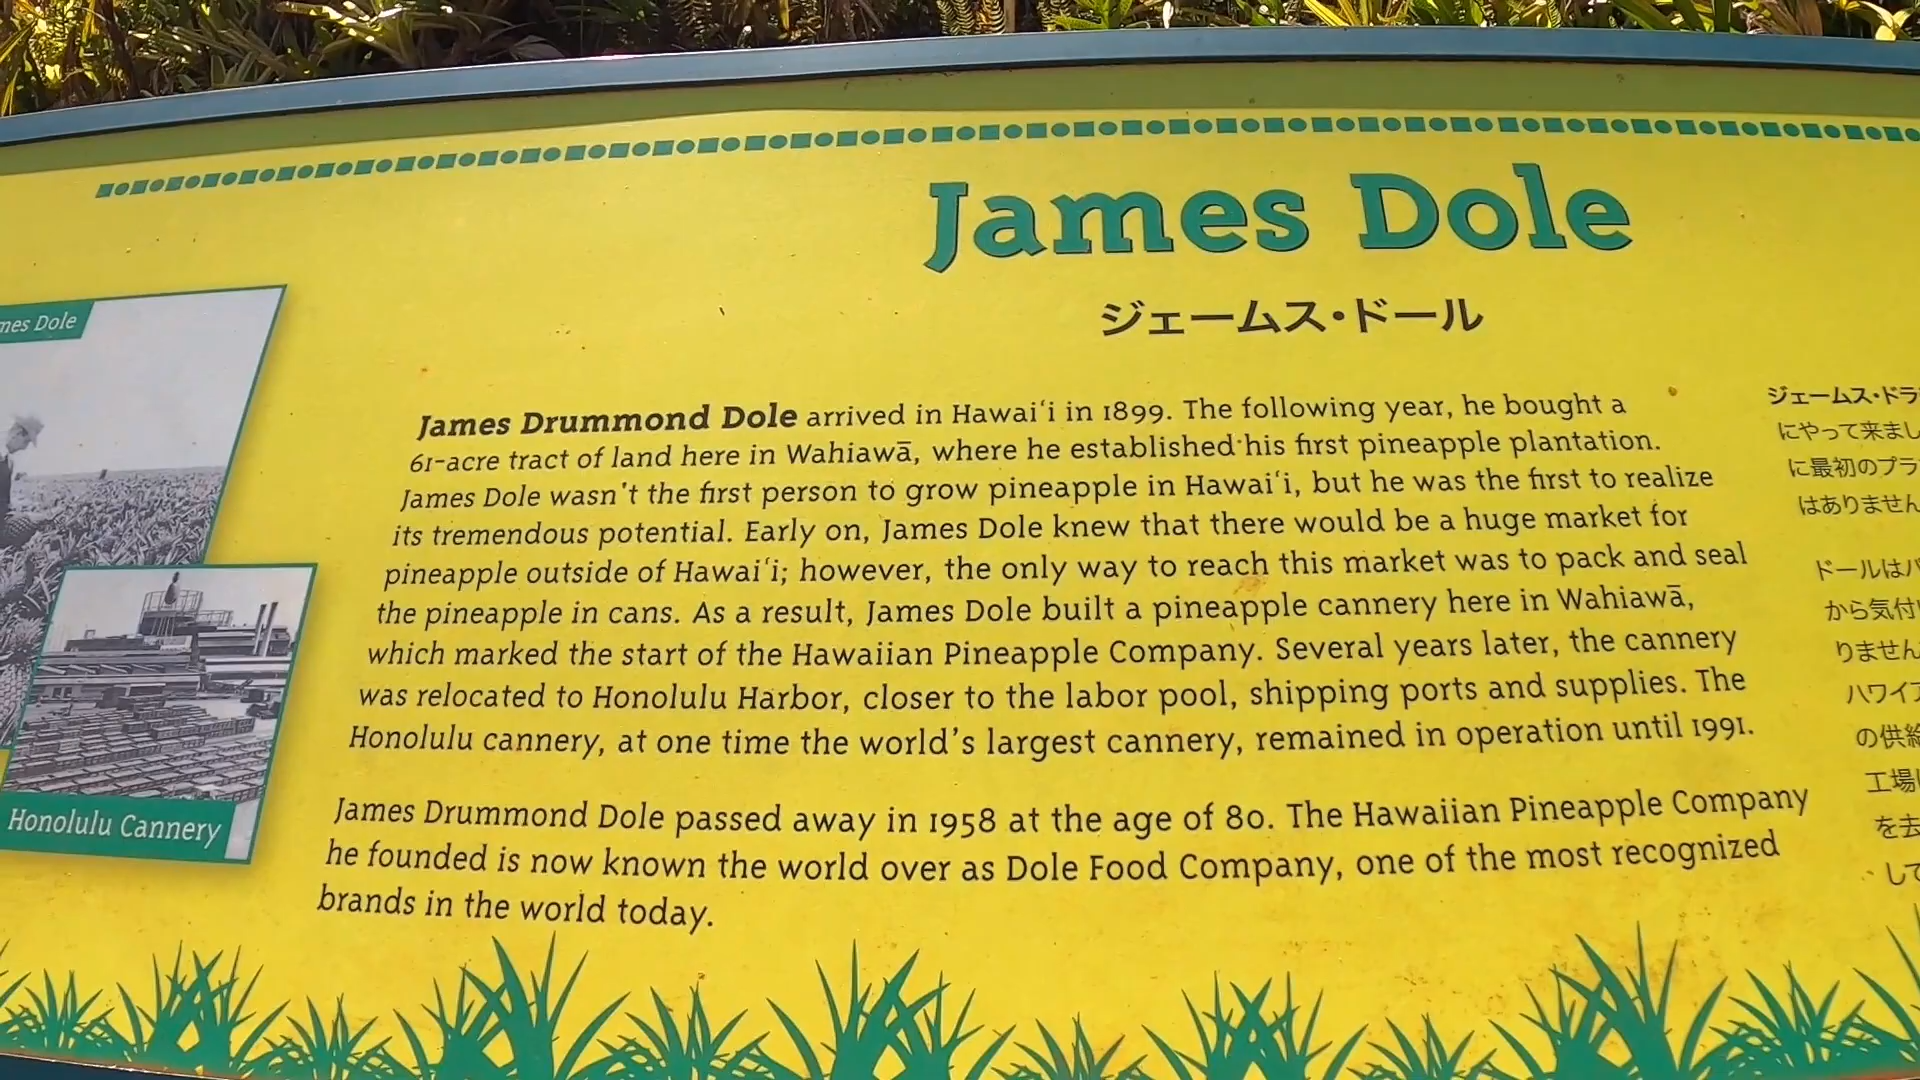 James Dole
ジェームス・ドール
mes Dole
James Drummond Dole arrived in Hawaiʻi in 1899. The following year, he bought a
61-acre tract of land here in Wahiawā, where he established his first pineapple plantation.
James Dole wasn't the first person to grow pineapple in Hawaiʻi, but he was the first to realize
its tremendous potential. Early on, James Dole knew that there would be a huge market for
pineapple outside of Hawaiʻi; however, the only way to reach this market was to pack and seal
the pineapple in cans. As a result, James Dole built a pineapple cannery here in Wahiawā,
which marked the start of the Hawaiian Pineapple Company. Several years later, the cannery
was relocated to Honolulu Harbor, closer to the labor pool, shipping ports and supplies. The
Honolulu cannery, at one time the world's largest cannery, remained in operation until 1991.
James Drummond Dole passed away in 1958 at the age of 80. The Hawaiian Pineapple Company
he founded is now known the world over as Dole Food Company, one of the most recognized
brands in the world today.
Honolulu Cannery
ジェームス・ドラ
にやって来まし
に最初のプラ
はありません
ドールはハ
から気付
りません
ハワイア
の供給
工場
を去
して